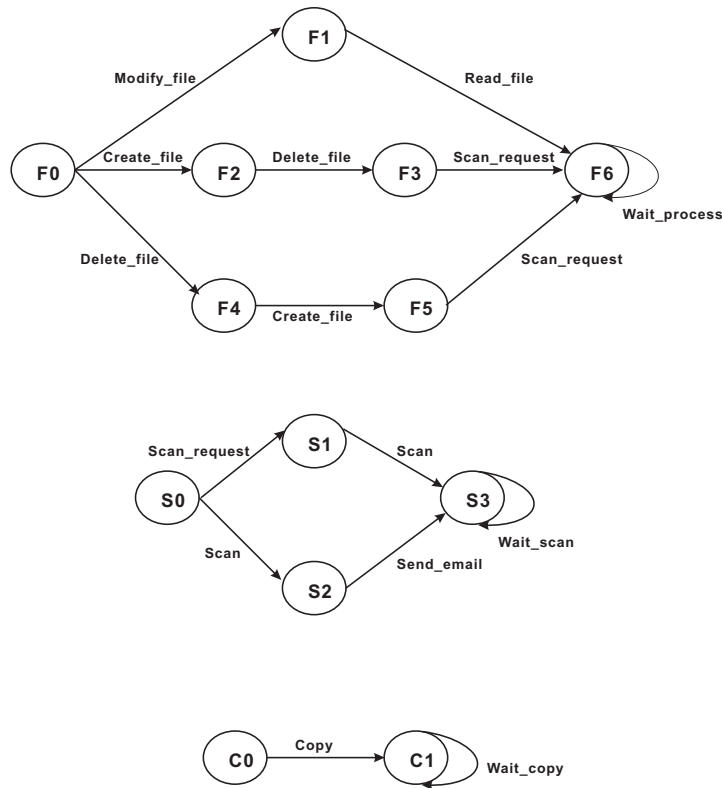 F1
Modify_file
Read_file
F0
Create_file
F2
Delete_file
F3
Scan_request
F6
Wait_process
Delete_file
Scan_request
F4
Create_file
F5
Scan_request
S1
Scan
S0
S3
Scan
Send_email
Wait_scan
S2
Copy
C0
C1
Wait_copy